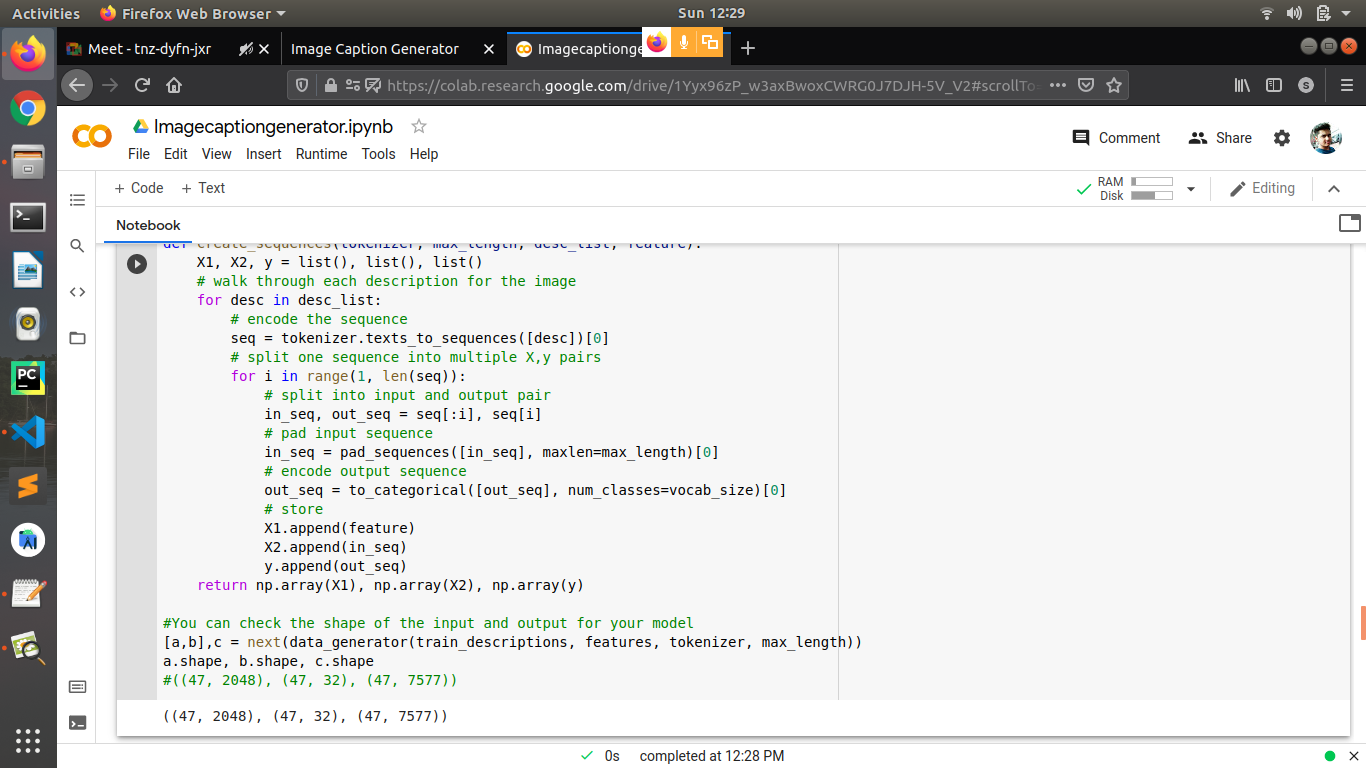 Activities
Firefox Web Browser
Sun 12:29
Meet - tnz-dyfn-jxr
Image Caption Generator
Imagecaptionge
https://colab.research.google.com/drive/1Yyx96zP_w3axBwoxCWRG0J7DJH-5V_V2#scrollTo
S
CO
Imagecaptiongenerator.ipynb
File Edit View Insert Runtime Tools Help
Comment
Share
+ Code + Text
RAM
Disk
Editing
Notebook
def create_sequences(tokenizer, max_length, desc_list, feature):
X1, X2, y = list(), list(), list()
# walk through each description for the image
for desc in desc_list:
# encode the sequence
seq = tokenizer.texts_to_sequences([desc])[0]
# split one sequence into multiple X,y pairs
for i in range(1, len(seq)):
# split into input and output pair
in_seq, out_seq = seq[:i], seq[i]
# pad input sequence
in_seq = pad_sequences([in_seq], maxlen=max_length)[0]
# encode output sequence
out_seq = to_categorical([out_seq], num_classes=vocab_size)[0]
# store
X1.append(feature)
X2.append(in_seq)
y.append(out_seq)
return np.array(X1), np.array(X2), np.array(y)
#You can check the shape of the input and output for your model
[a,b],c = next(data_generator(train_descriptions, features, tokenizer, max_length))
a.shape, b.shape, c.shape
#((47, 2048), (47, 32), (47, 7577))
((47, 2048), (47, 32), (47, 7577))
0s completed at 12:28 PM
PC